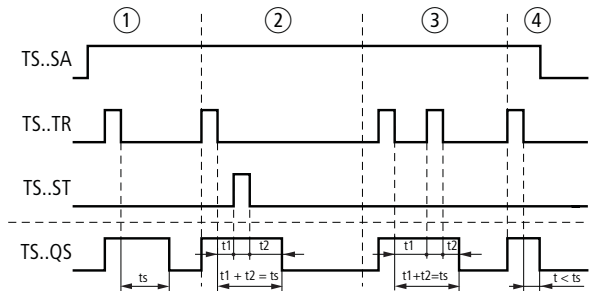 1 2 3 4
TS..SA
TS..TR
TS..ST
TS..QS
t1 t2 t1 t2
ts t1 + t2 = ts t1+t2=ts t < ts